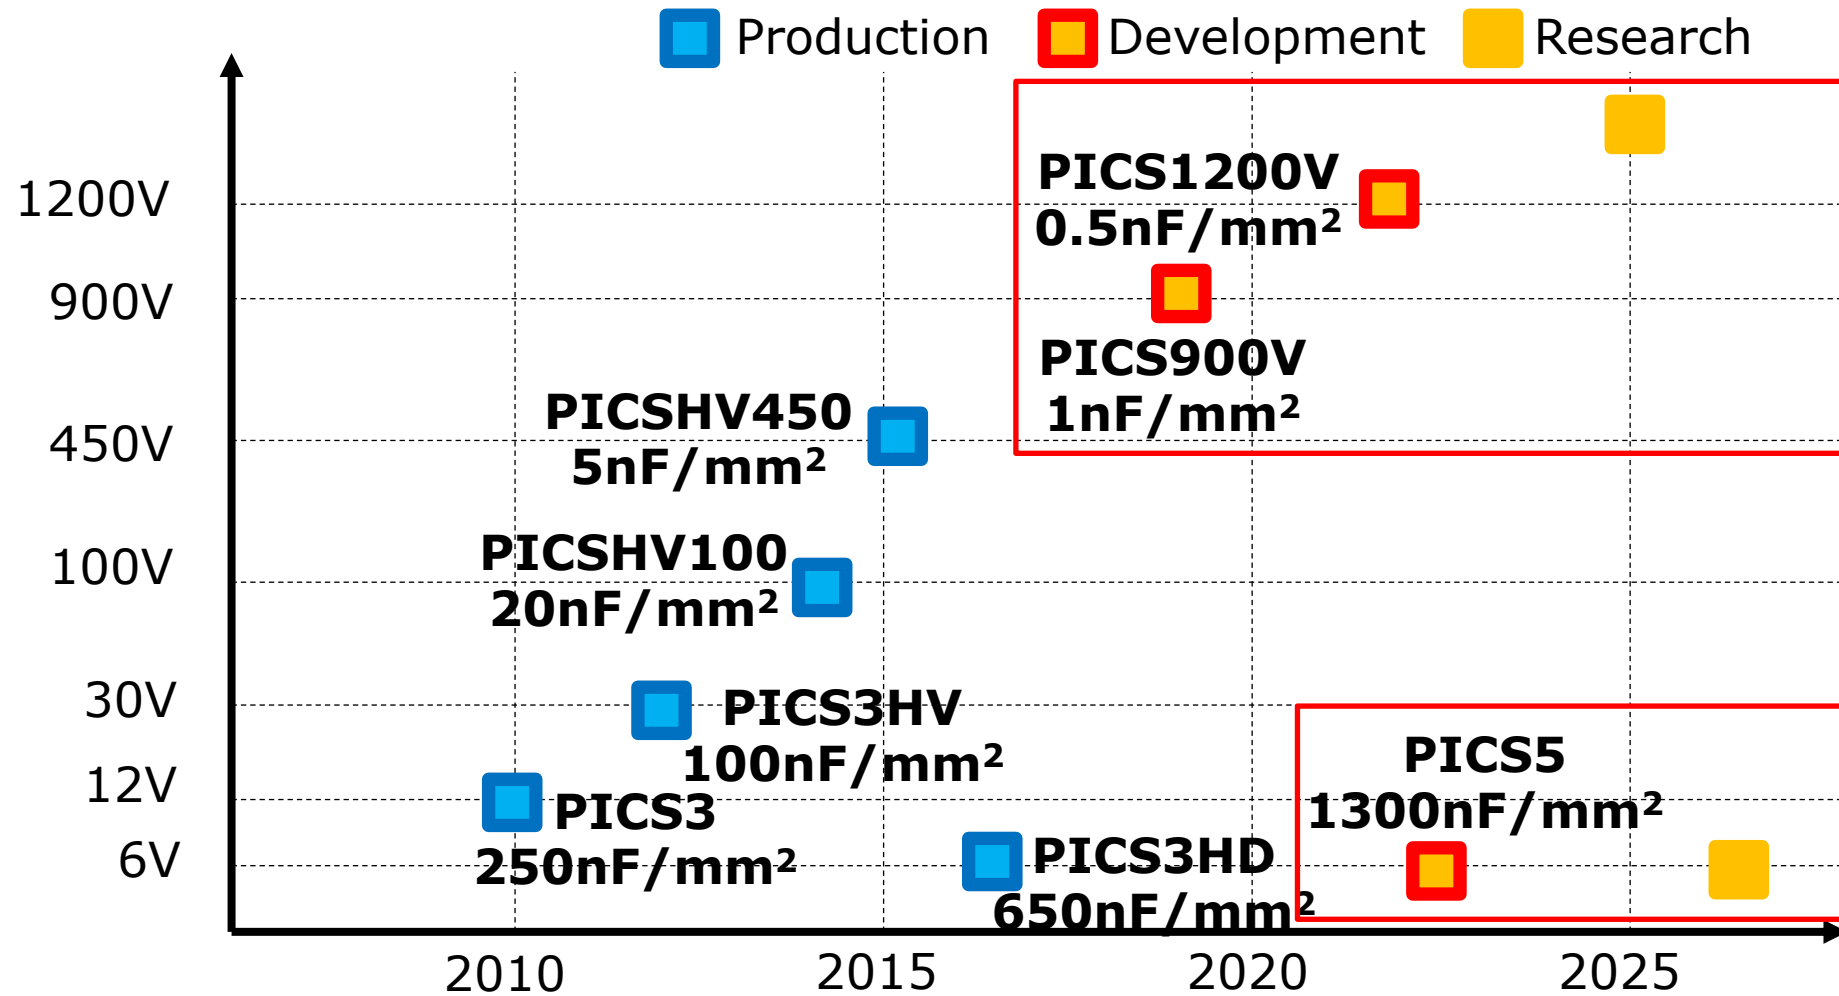 Production
Development
Research
1200V
900V
450V
100V
30V
12V
6V
PICS1200V
0.5nF/mm²
PICS900V
1nF/mm²
PICSHV450
5nF/mm²
PICSHV100
20nF/mm²
PICS3HV
100nF/mm²
PICS3
250nF/mm²
PICS3HD
650nF/mm²
PICS5
1300nF/mm²
2010
2015
2020
2025